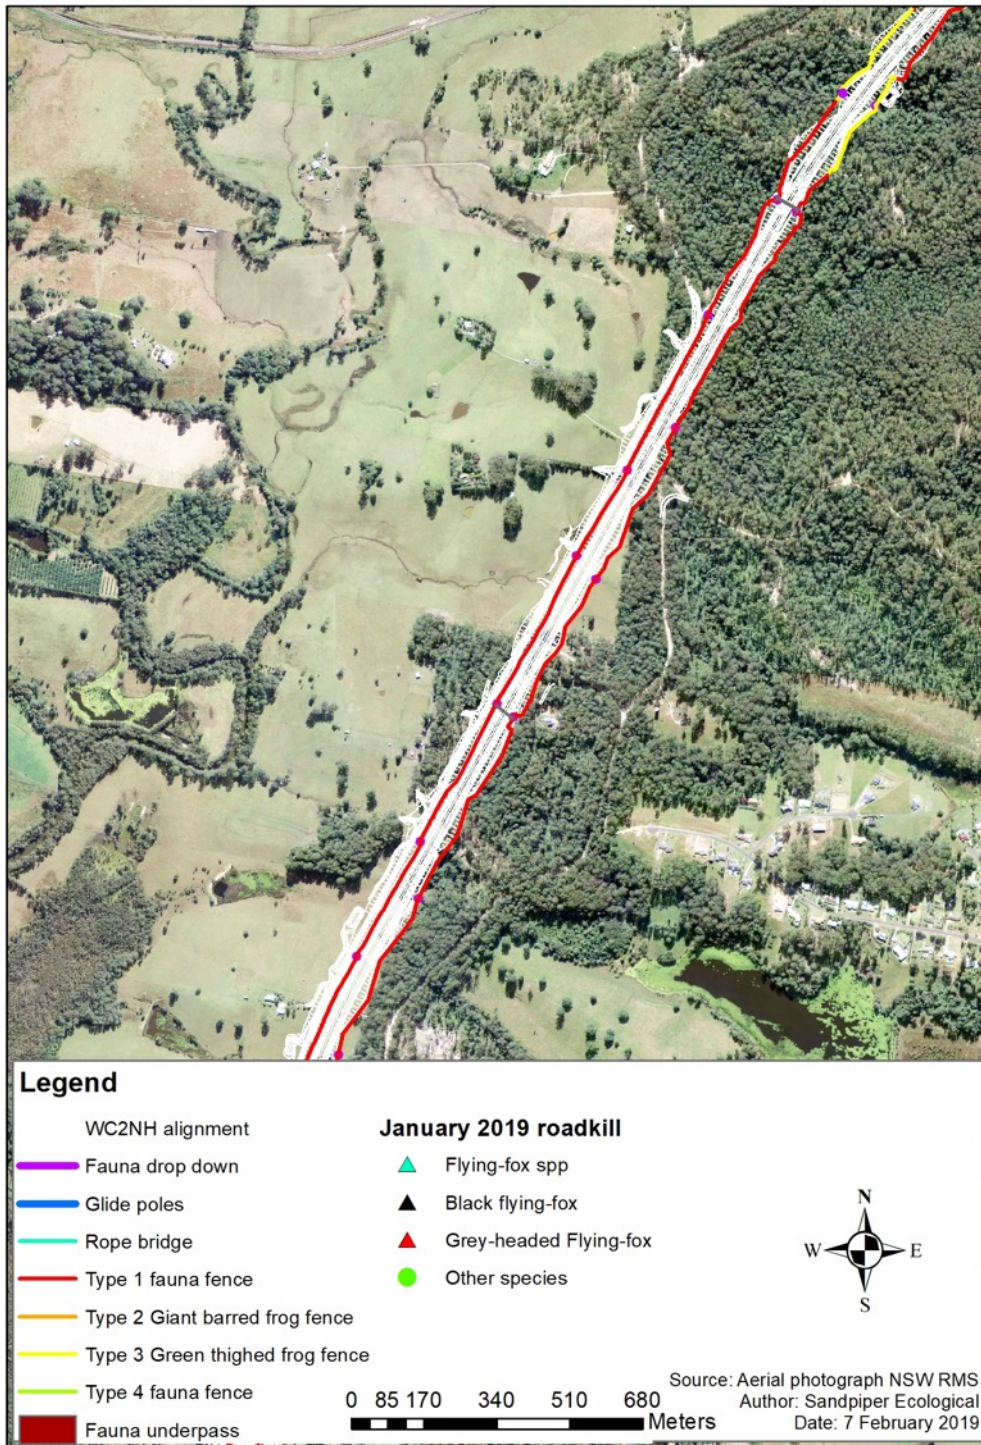 Legend
WC2NH alignment
Fauna drop down
Glide poles
Rope bridge
Type 1 fauna fence
Type 2 Giant barred frog fence
Type 3 Green thighed frog fence
Type 4 fauna fence
Fauna underpass
January 2019 roadkill
Flying-fox spp
Black flying-fox
Grey-headed Flying-fox
Other species
N
W E
S
0 85 170 340 510 680
Meters
Source: Aerial photograph NSW RMS
Author: Sandpiper Ecological
Date: 7 February 2019